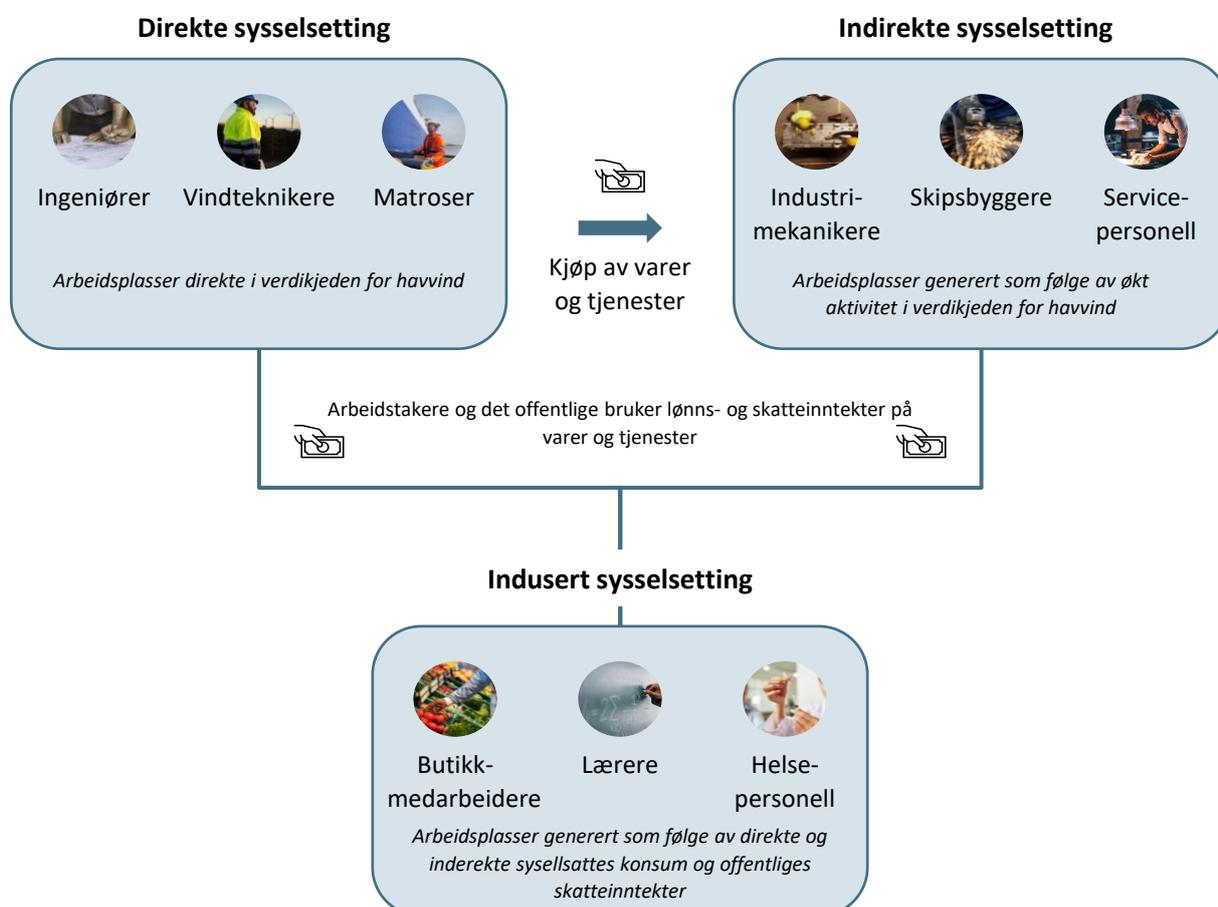 Direkte sysselsetting
Indirekte sysselsetting
Ingeniører
Vindteknikere
Matroser
Arbeidsplasser direkte i verdikjeden for havvind
Kjøp av varer
og tjenester
Industri-
mekanikere
Skipsbyggere
Service-
personell
Arbeidsplasser generert som følge av økt
aktivitet i verdikjeden for havvind
Arbeidstakere og det offentlige bruker lønns- og skatteinntekter på
varer og tjenester
Indusert sysselsetting
Butikk-
medarbeidere
Lærere
Helse-
personell
Arbeidsplasser generert som følge av direkte og
inderekte sysellsattes konsum og offentliges
skatteinntekter